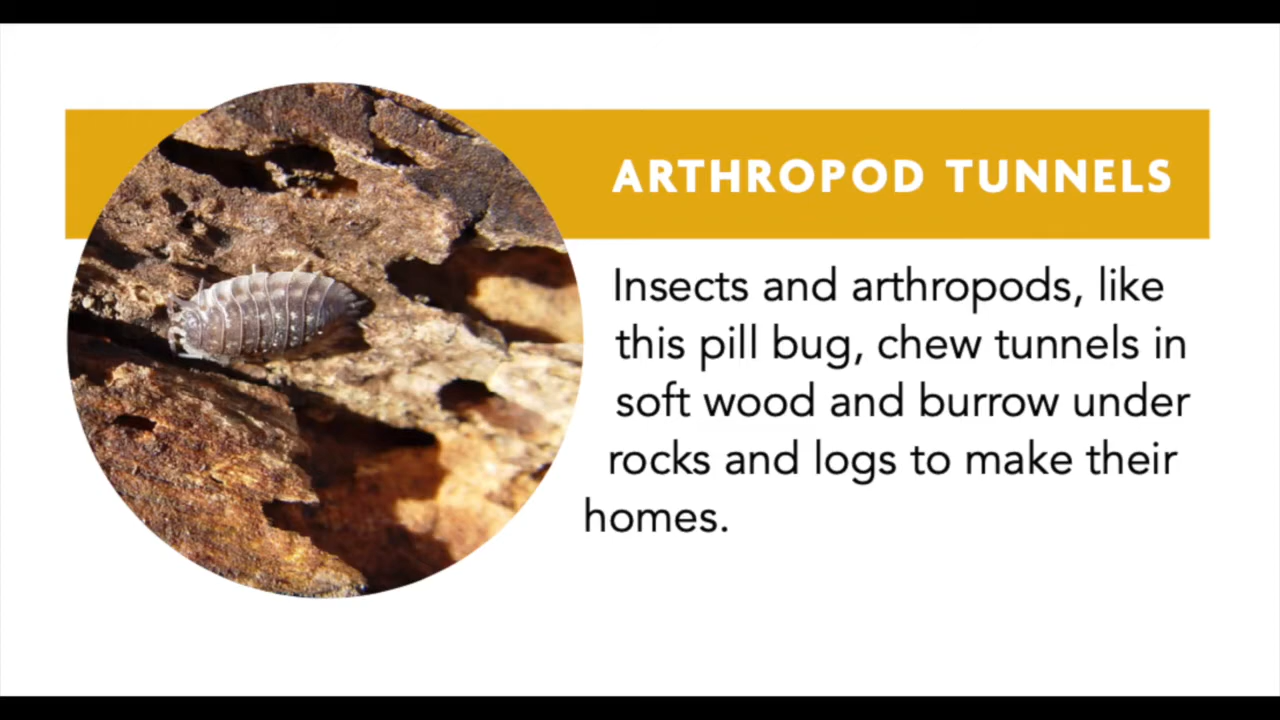 ARTHROPOD TUNNELS
Insects and arthropods, like
this pill bug, chew tunnels in
soft wood and burrow under
rocks and logs to make their
homes.